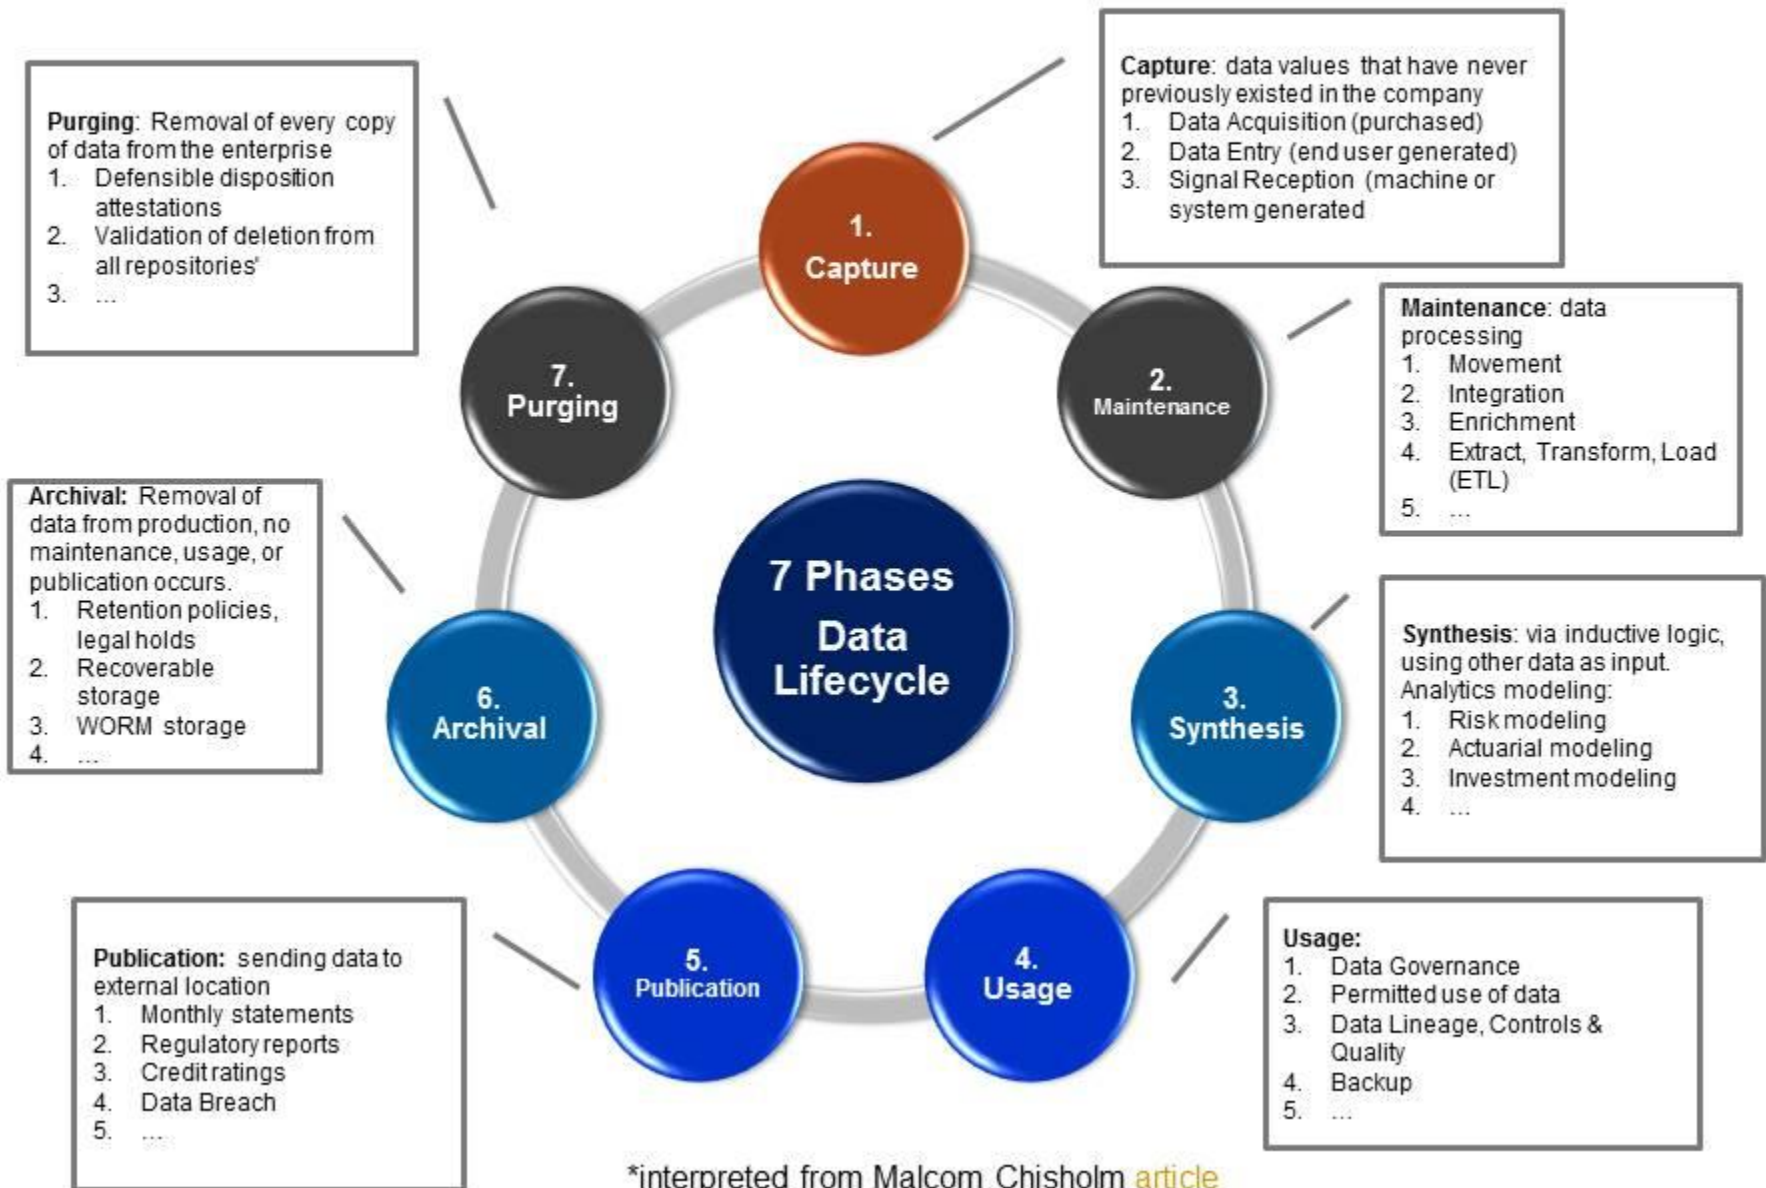 Capture: data values that have never
previously existed in the company
1. Data Acquisition (purchased)
2. Data Entry (end user generated)
3. Signal Reception (machine or
system generated
Purging: Removal of every copy
of data from the enterprise
1. Defensible disposition
attestations
2. Validation of deletion from
all repositories'
3. ...
1.
Capture
Maintenance: data
processing
1. Movement
2. Integration
3. Enrichment
4. Extract, Transform, Load
(ETL)
5. ...
7.
Purging
2.
Maintenance
Archival: Removal of
data from production, no
maintenance, usage, or
publication occurs.
1. Retention policies,
legal holds
2. Recoverable
storage
3. WORM storage
4. ...
7 Phases
Data
Lifecycle
Synthesis: via inductive logic,
using other data as input.
Analytics modeling:
1. Risk modeling
2. Actuarial modeling
3. Investment modeling
4. ...
6.
Archival
3.
Synthesis
Publication: sending data to
external location
1. Monthly statements
2. Regulatory reports
3. Credit ratings
4. Data Breach
5. ...
5.
Publication
4.
Usage
Usage:
1. Data Governance
2. Permitted use of data
3. Data Lineage, Controls &
Quality
4. Backup
5. ...
*interpreted from Malcom Chisholm article